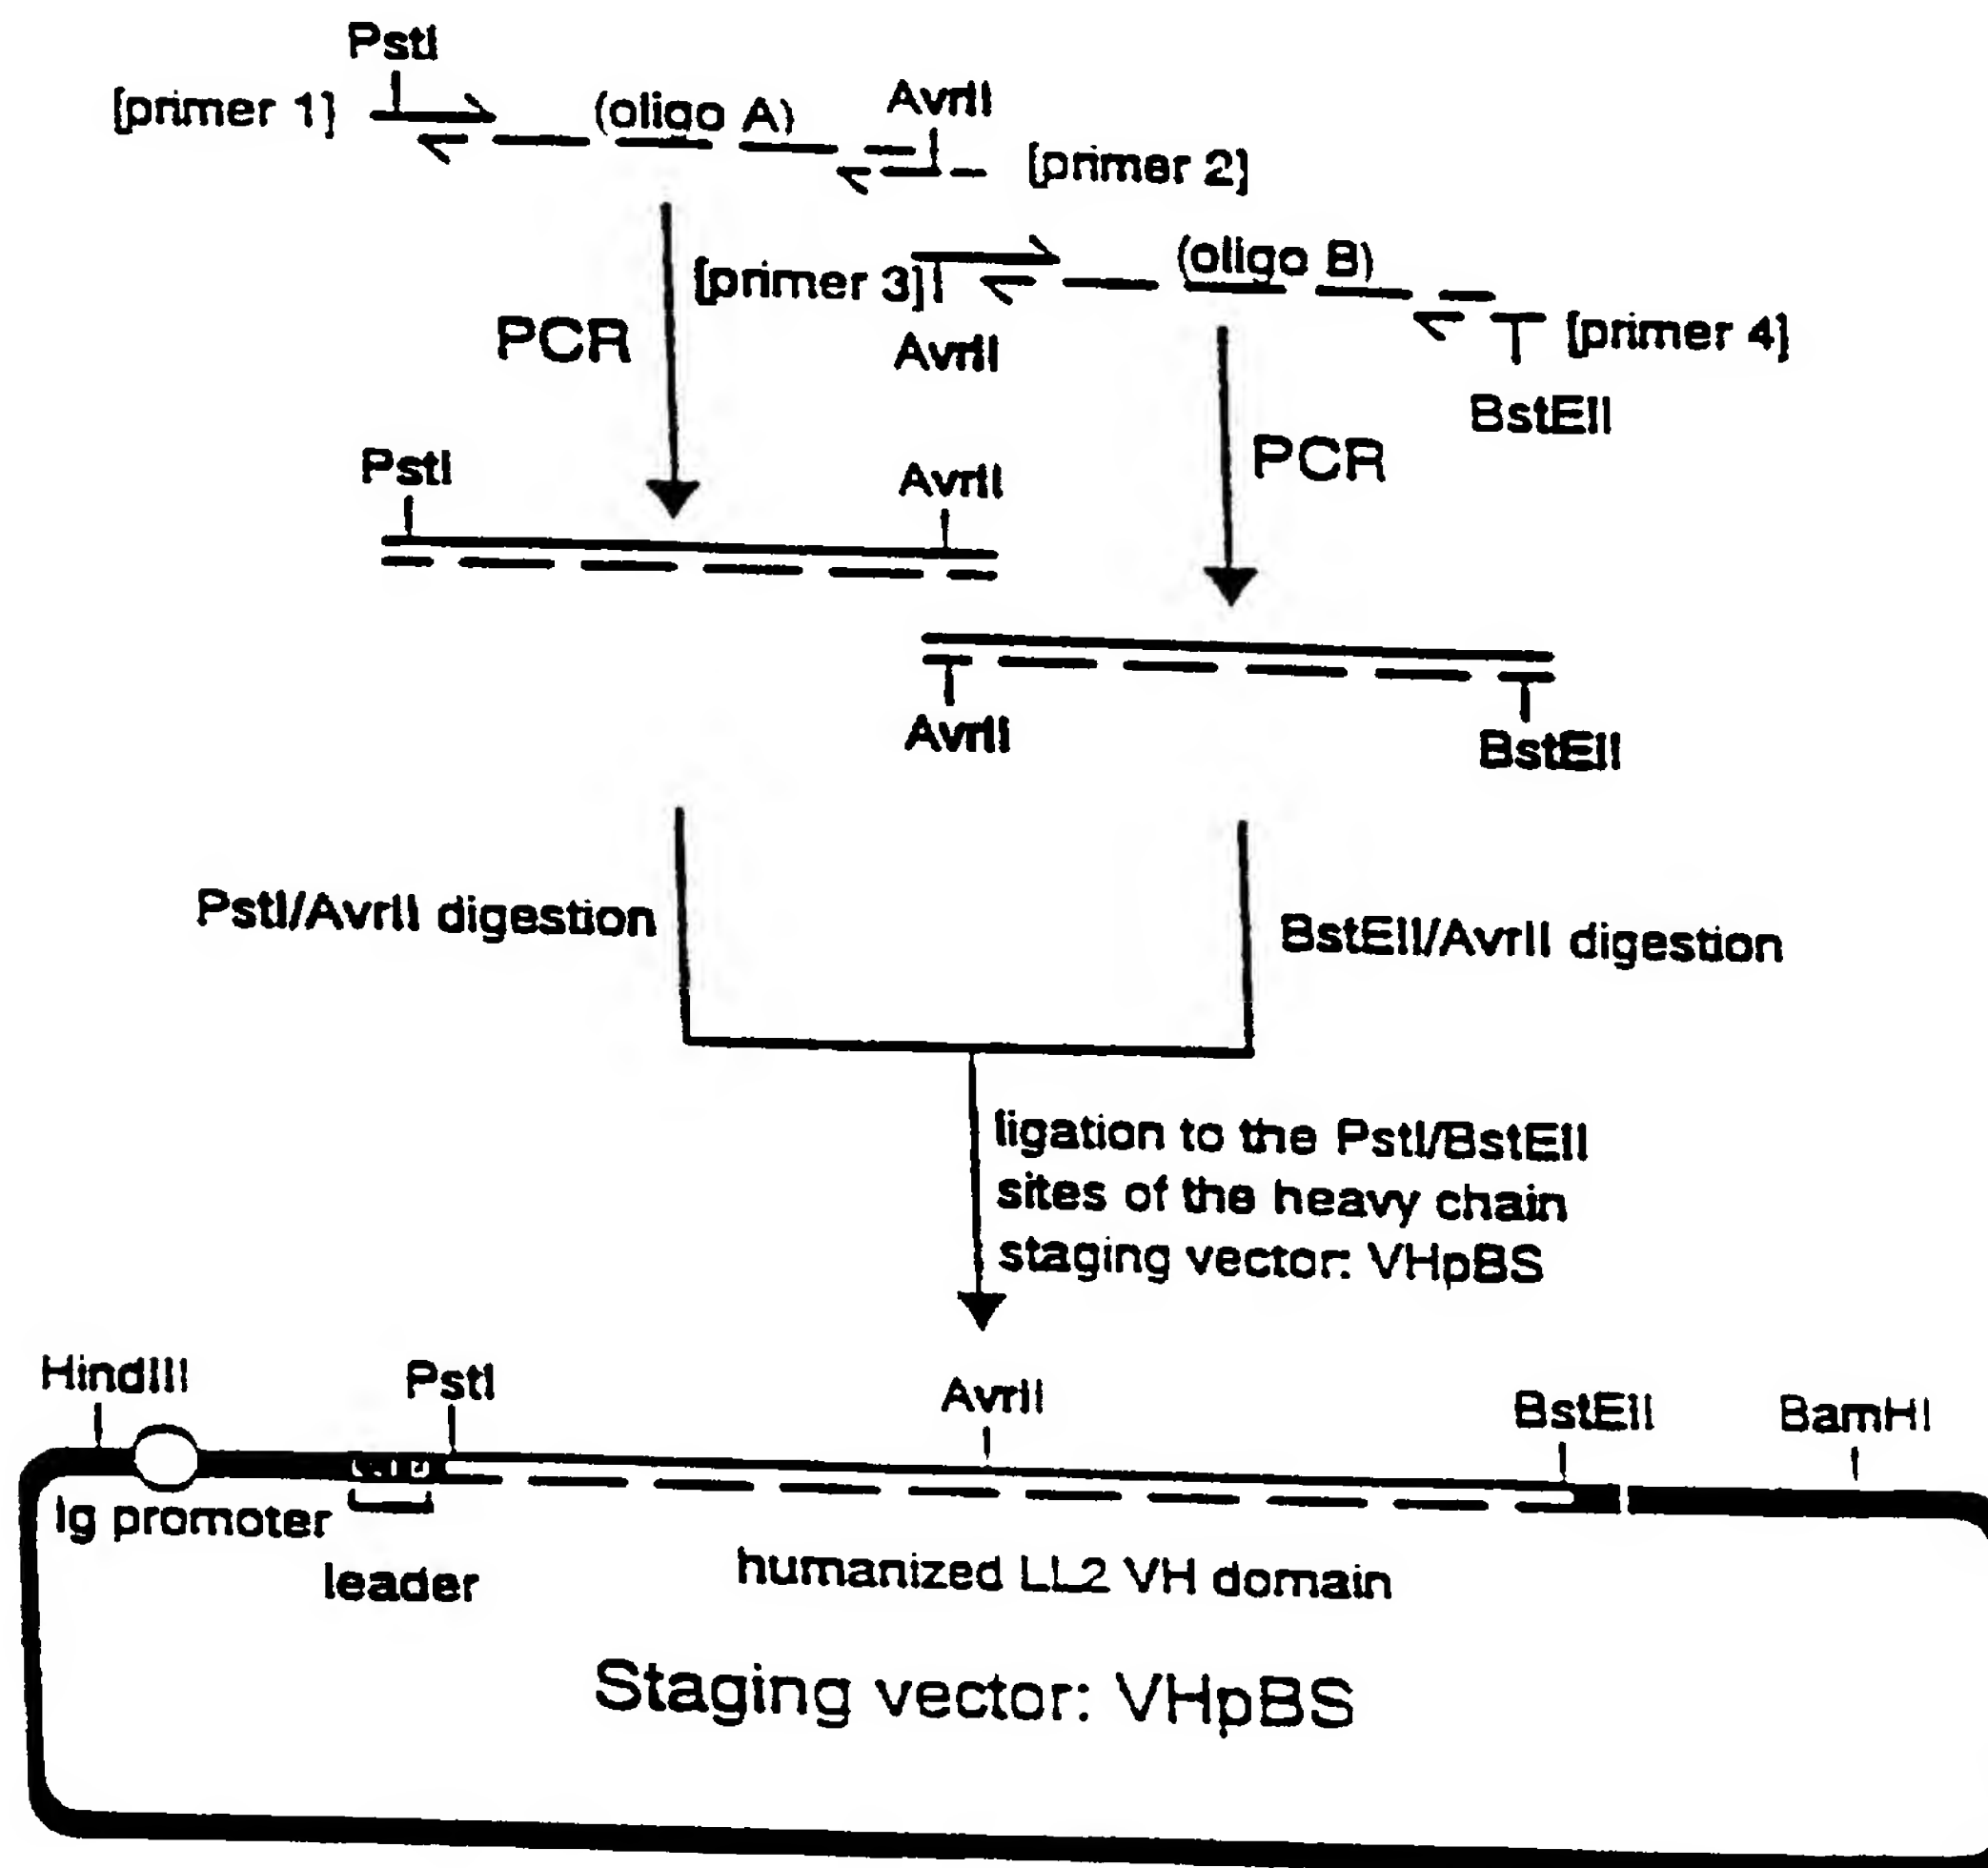 PstI
[primer 1]
(oligo A)
AvrII
[primer 2]
[primer 3]
(oligo B)
PCR
AvrII
[primer 4]
BstEII
PCR
PstI
AvrII
AvrII
BstEII
PstI/AvrII digestion
BstEII/AvrII digestion
ligation to the PstI/BstEII
sites of the heavy chain
staging vector: VHpBS
HindIII
PstI
AvrII
BstEII
BamHI
Ig promoter
leader
humanized LL2 VH domain
Staging vector: VHpBS